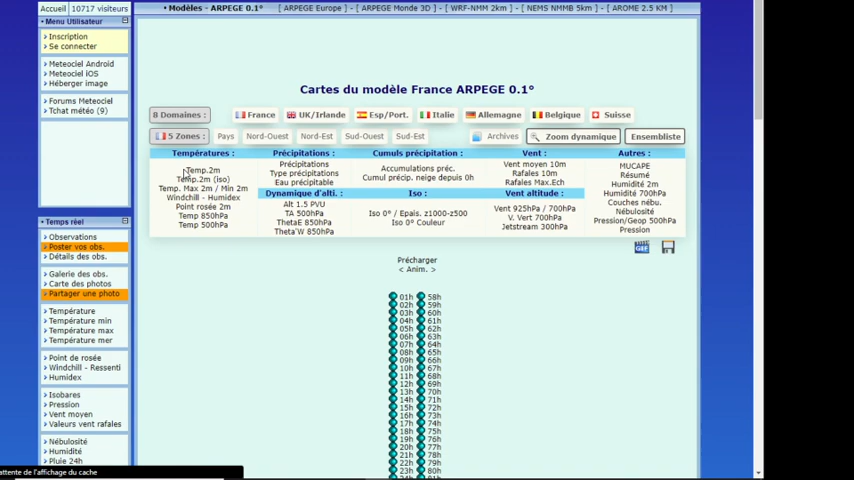 Accueil 10717 visiteurs
• Modèles - ARPEGE 0.1° [ ARPEGE Europe ] - [ ARPEGE Monde 3D ] - [ WRF-NMM 2km ] - [ NEMS NMMB 5km ] - [ AROME 2.5 KM ]
Menu Utilisateur
Inscription
Se connecter
Meteociel Android
Meteociel iOS
Héberger image
Forums Meteociel
Tchat météo (9)
Temps réel
Observations
Poster vos obs.
Détails des obs.
Galerie des obs.
Carte des photos
Partager une photo
Température
Température min
Température max
Température mer
Point de rosée
Windchill - Ressenti
Humidex
Isobares
Pression
Vent moyen
Valeurs vent rafales
Nébulosité
Humidité
Pluie 24h
Cartes du modèle France ARPEGE 0.1°
8 Domaines : France UK/Irlande Esp/Port. Italie Allemagne Belgique Suisse
5 Zones : Pays Nord-Ouest Nord-Est Sud-Ouest Sud-Est Archives Zoom dynamique Ensembliste
Températures :
Temp.2m
Temp.2m (iso)
Temp. Max 2m / Min 2m
Windchill - Humidex
Point rosée 2m
Temp 850hPa
Temp 500hPa
Précipitations :
Précipitations
Type précipitations
Eau précipitable
Dynamique d'alti. :
Alt 1.5 PVU
TA 500hPa
ThetaE 850hPa
Theta'W 850hPa
Cumuls précipitation :
Accumulations préc.
Cumul précip. neige depuis 0h
Iso :
Iso 0° / Epais. z1000-z500
Iso 0° Couleur
Vent :
Vent moyen 10m
Rafales 10m
Rafales Max.Ech
Vent altitude :
Vent 925hPa / 700hPa
V. Vert 700hPa
Jetstream 300hPa
Autres :
MUCAPE
Résumé
Humidité 2m
Humidité 700hPa
Couches nébu.
Nébulosité
Pression/Geop 500hPa
Pression
GIF
Précharger
< Anim. >
01h 58h
02h 59h
03h 60h
04h 61h
05h 62h
06h 63h
07h 64h
08h 65h
09h 66h
10h 67h
11h 68h
12h 69h
13h 70h
14h 71h
15h 72h
16h 73h
17h 74h
18h 75h
19h 76h
20h 77h
21h 78h
22h 79h
23h 80h
attente de l'affichage du cache